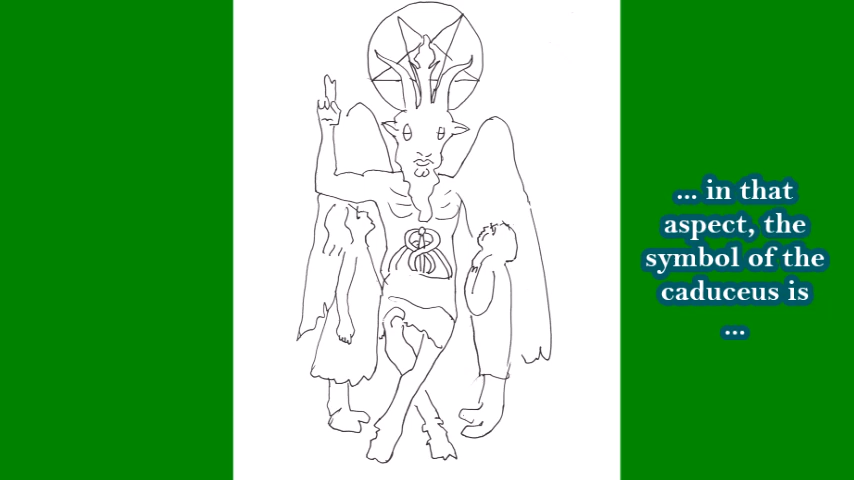 ... in that
aspect, the
symbol of the
caduceus is
...